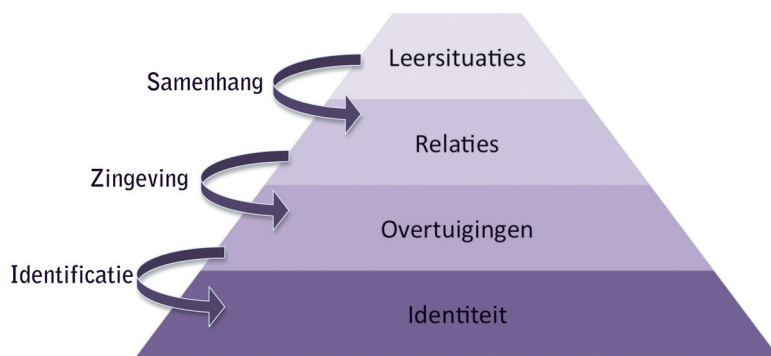 Leersituaties
Samenhang
Relaties
Zingeving
Overtuigingen
Identificatie
Identiteit